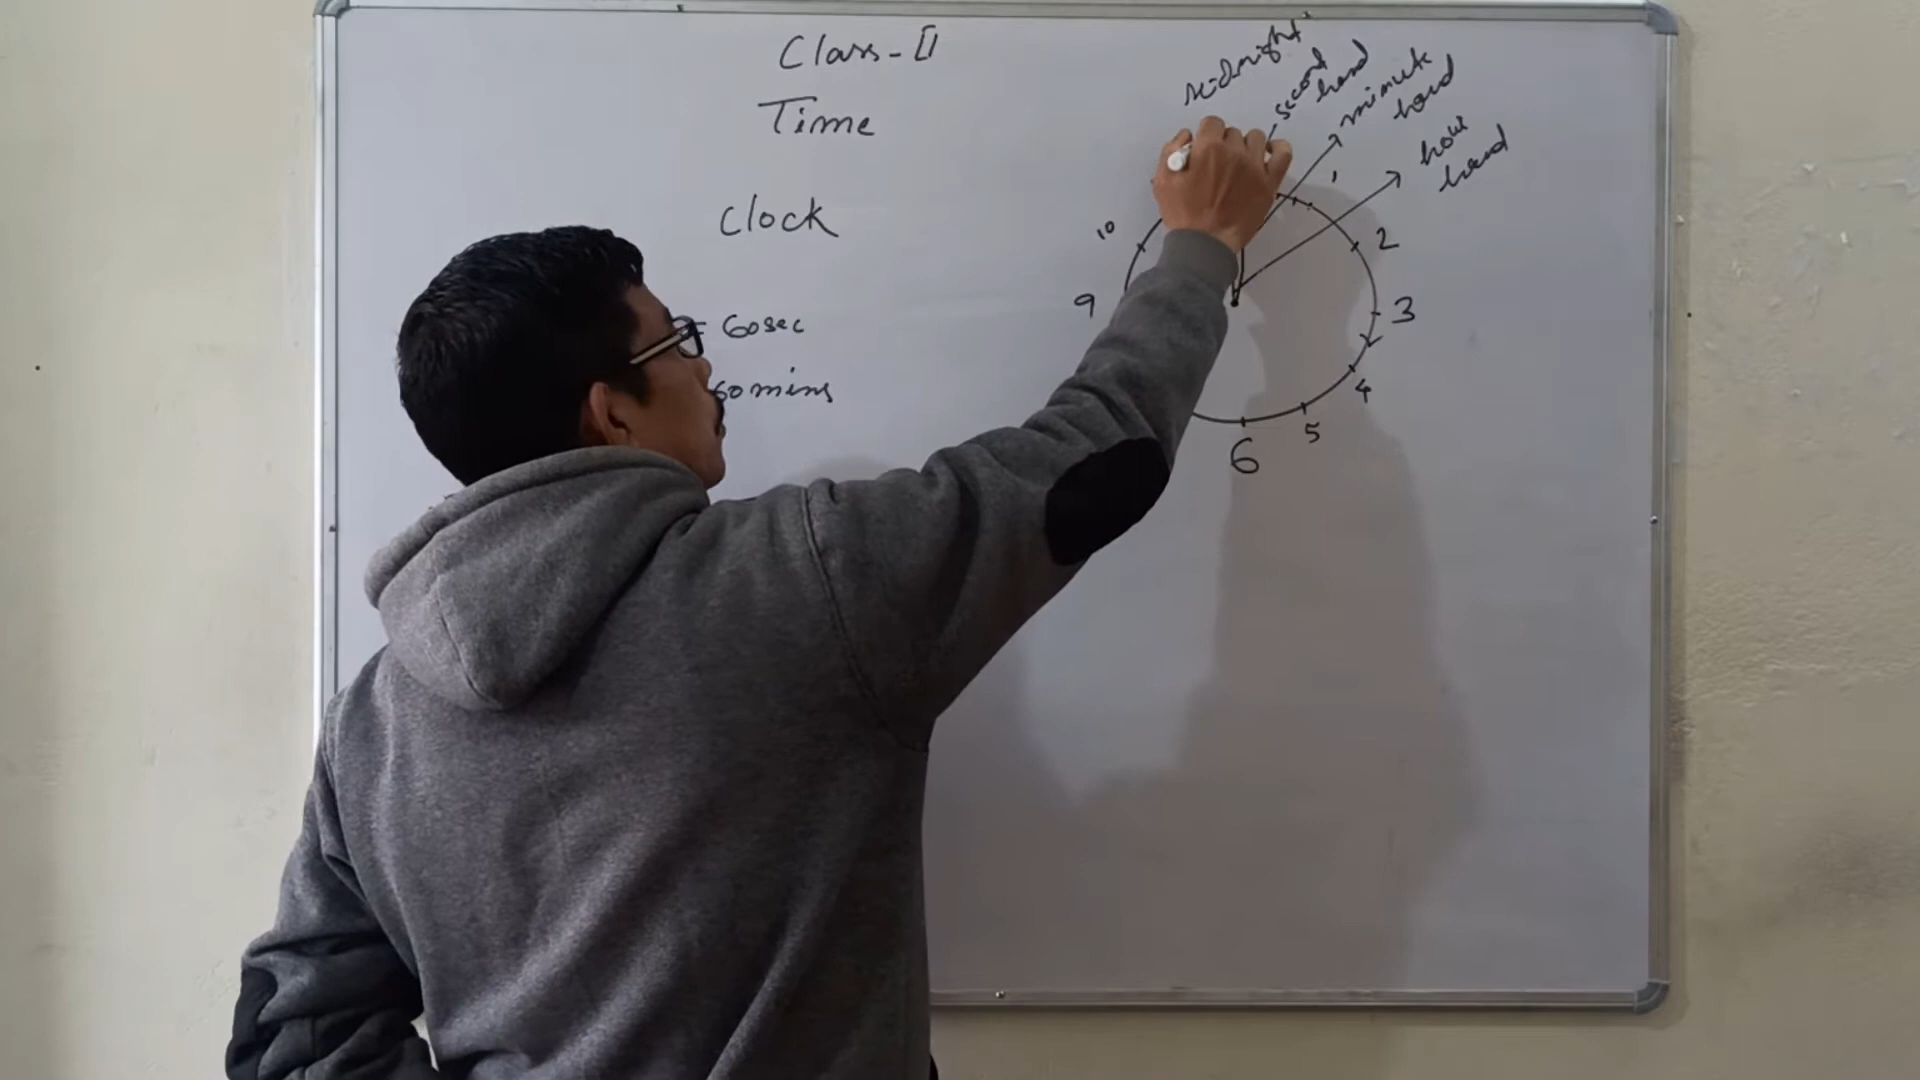 Class-II
Time
Clock
= 60 sec
60 mins
midnight
second
hand
minute
hand
hour
hand
1
2
3
4
5
6
9
10